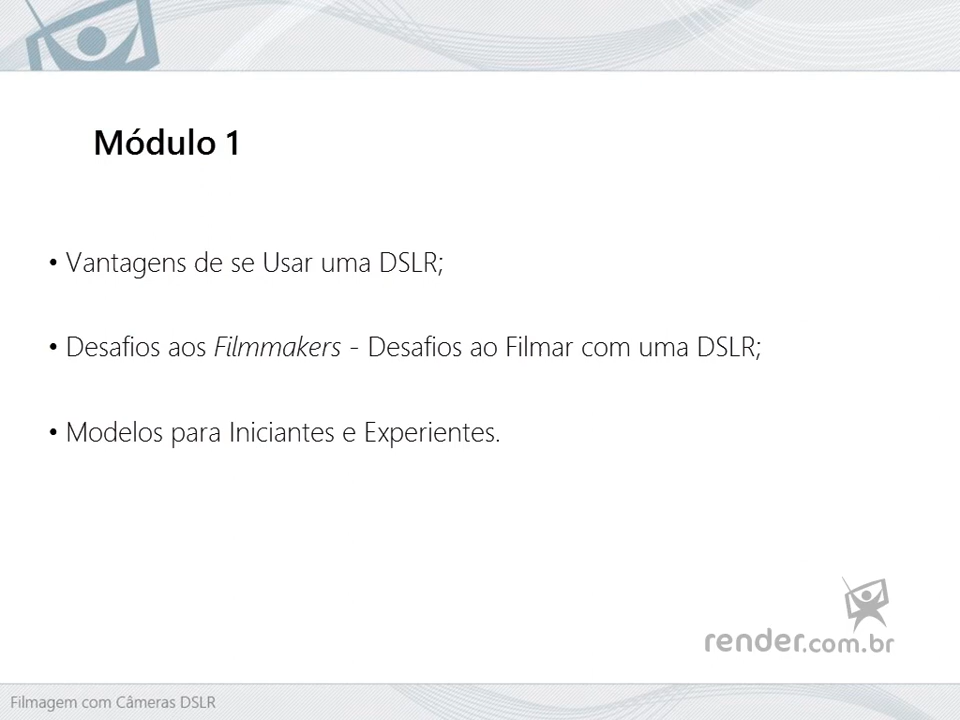 Módulo 1
• Vantagens de se Usar uma DSLR;
• Desafios aos Filmmakers - Desafios ao Filmar com uma DSLR;
• Modelos para Iniciantes e Experientes.
render.com.br
Filmagem com Câmeras DSLR